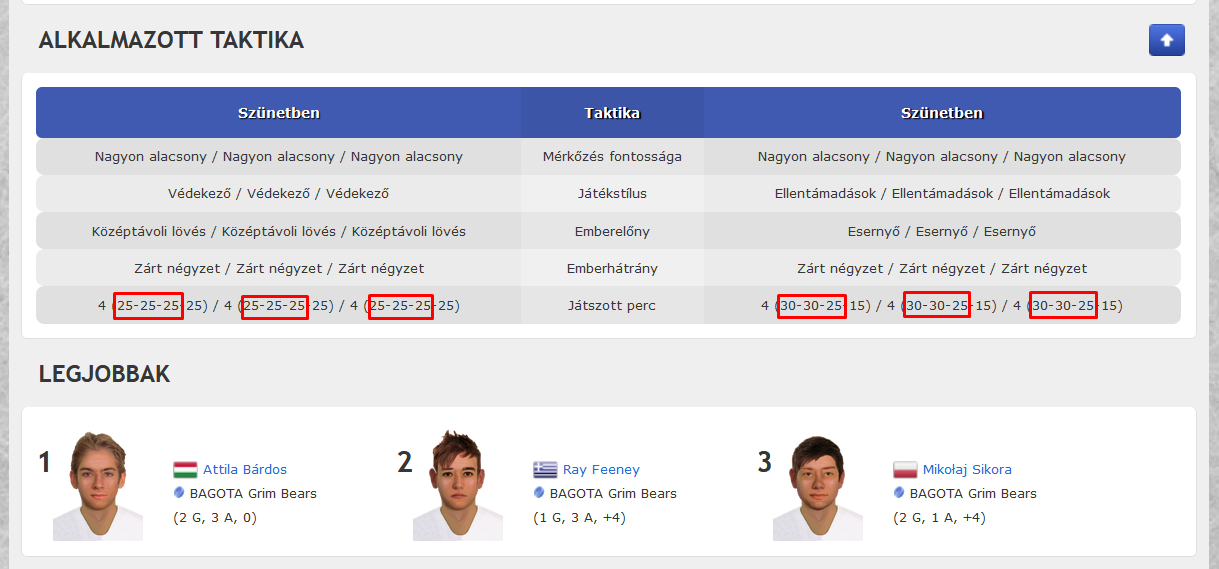 ALKALMAZOTT TAKTIKA
Szünetben Taktika Szünetben
Nagyon alacsony / Nagyon alacsony / Nagyon alacsony Mérkőzés fontossága Nagyon alacsony / Nagyon alacsony / Nagyon alacsony
Védekező / Védekező / Védekező Játékstílus Ellentámadások / Ellentámadások / Ellentámadások
Középtávoli lövés / Középtávoli lövés / Középtávoli lövés Emberelőny Esernyő / Esernyő / Esernyő
Zárt négyzet / Zárt négyzet / Zárt négyzet Emberhátrány Zárt négyzet / Zárt négyzet / Zárt négyzet
4 (25-25-25-25) / 4 (25-25-25-25) / 4 (25-25-25-25) Játszott perc 4 (30-30-25-15) / 4 (30-30-25-15) / 4 (30-30-25-15)
LEGJOBBAK
1
Attila Bárdos
BAGOTA Grim Bears
(2 G, 3 A, 0)
2
Ray Feeney
BAGOTA Grim Bears
(1 G, 3 A, +4)
3
Mikołaj Sikora
BAGOTA Grim Bears
(2 G, 1 A, +4)